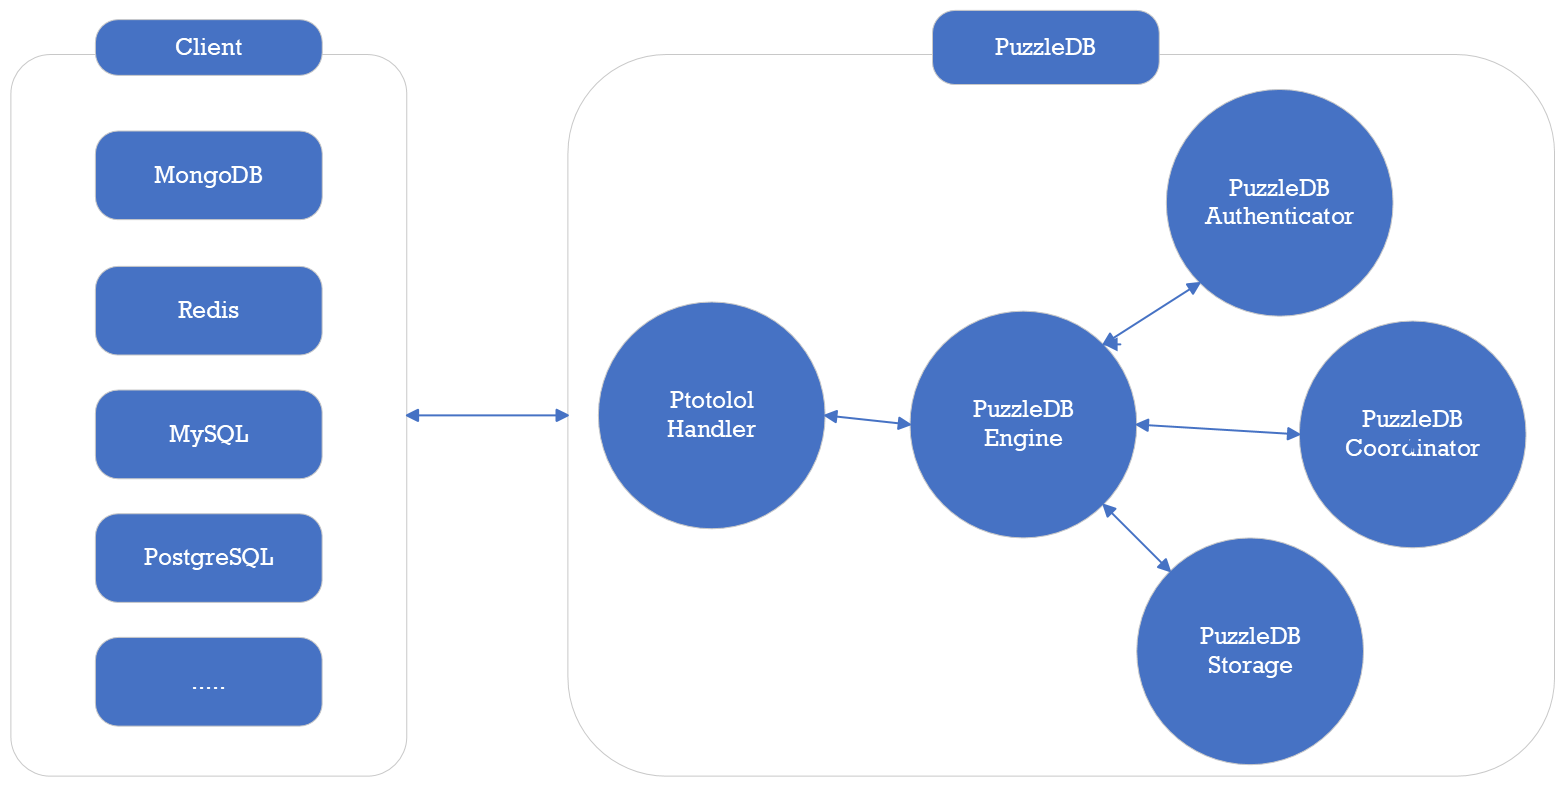 Client
MongoDB
Redis
MySQL
PostgreSQL
.....
PuzzleDB
Ptotolol
Handler
PuzzleDB
Engine
PuzzleDB
Authenticator
PuzzleDB
Coordinator
PuzzleDB
Storage